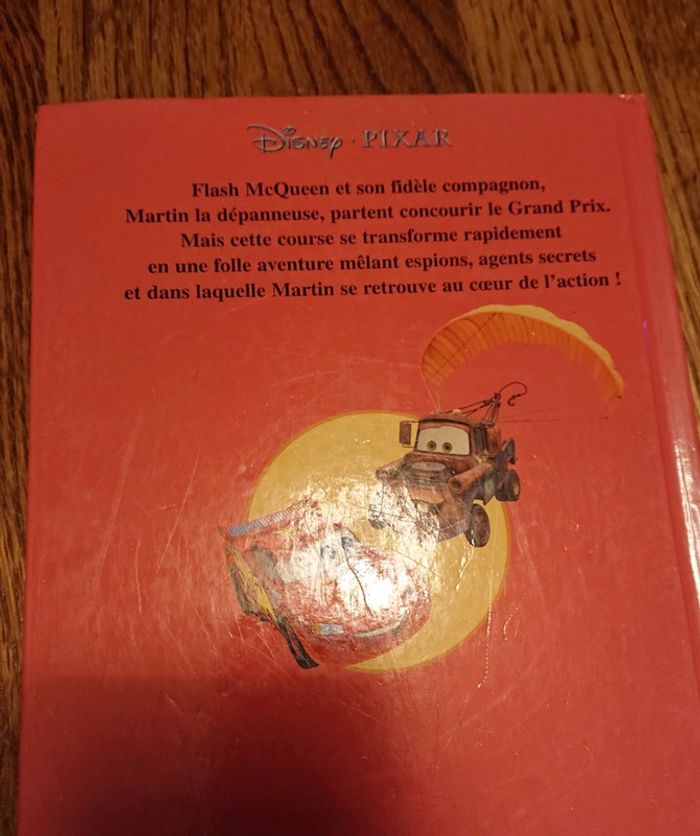 Disney · PIXAR
Flash McQueen et son fidèle compagnon,
Martin la dépanneuse, partent concourir le Grand Prix.
Mais cette course se transforme rapidement
en une folle aventure mêlant espions, agents secrets
et dans laquelle Martin se retrouve au cœur de l'action !